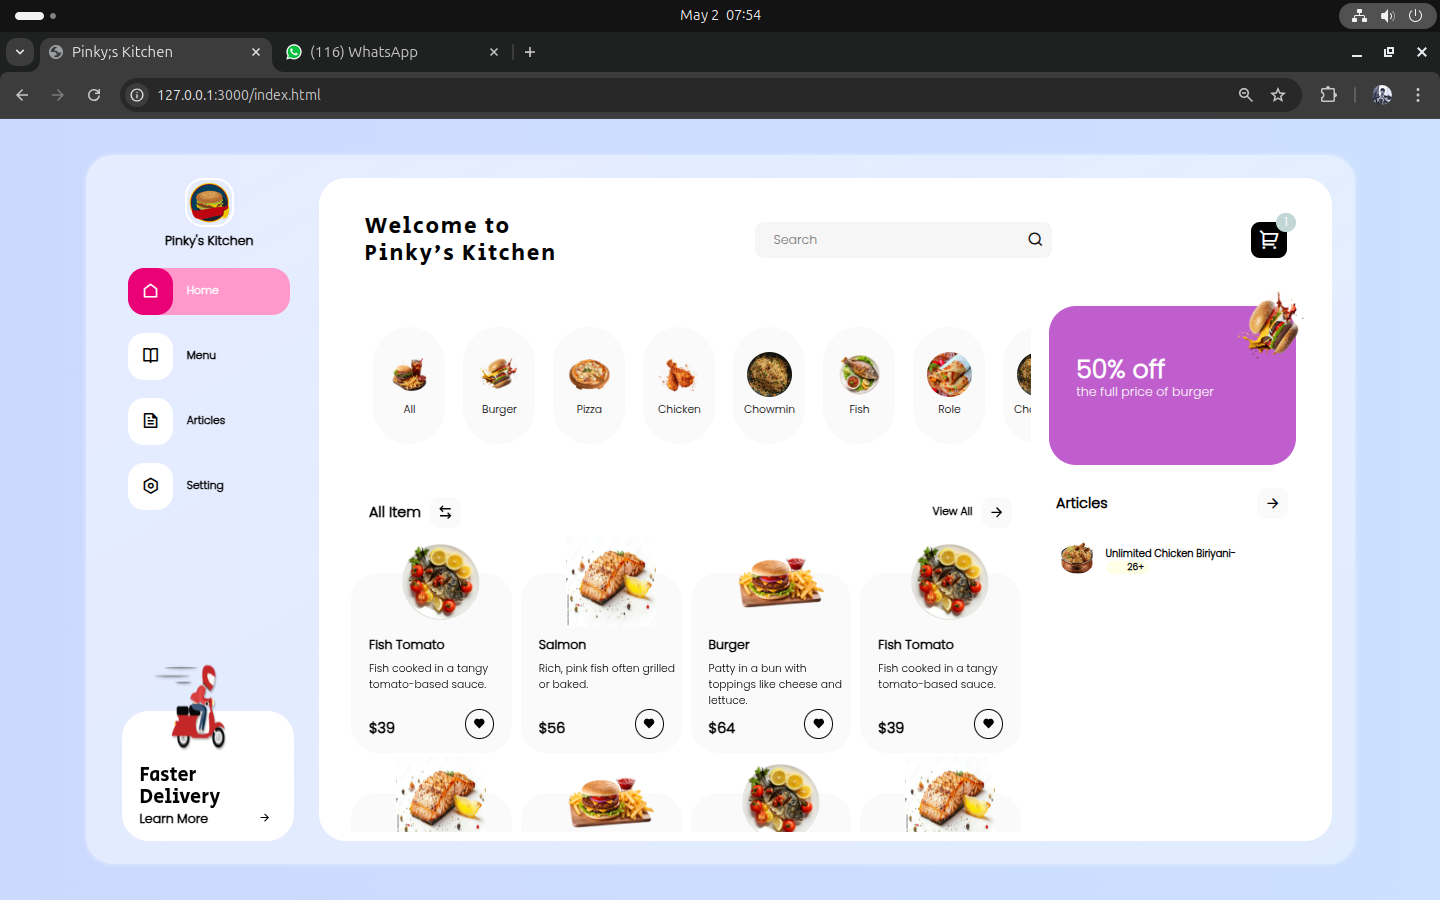 May 2 07:54
Pinky;s Kitchen
(116) WhatsApp
127.0.0.1:3000/index.html
Pinky's Kitchen
Home
Menu
Articles
Setting
Faster
Delivery
Learn More
Welcome to
Pinky's Kitchen
Search
1
All
Burger
Pizza
Chicken
Chowmin
Fish
Role
Cho
50% off
the full price of burger
All Item
View All
Articles
Unlimited Chicken Biriyani-
26+
Fish Tomato
Fish cooked in a tangy
tomato-based sauce.
$39
Salmon
Rich, pink fish often grilled
or baked.
$56
Burger
Patty in a bun with
toppings like cheese and
lettuce.
$64
Fish Tomato
Fish cooked in a tangy
tomato-based sauce.
$39